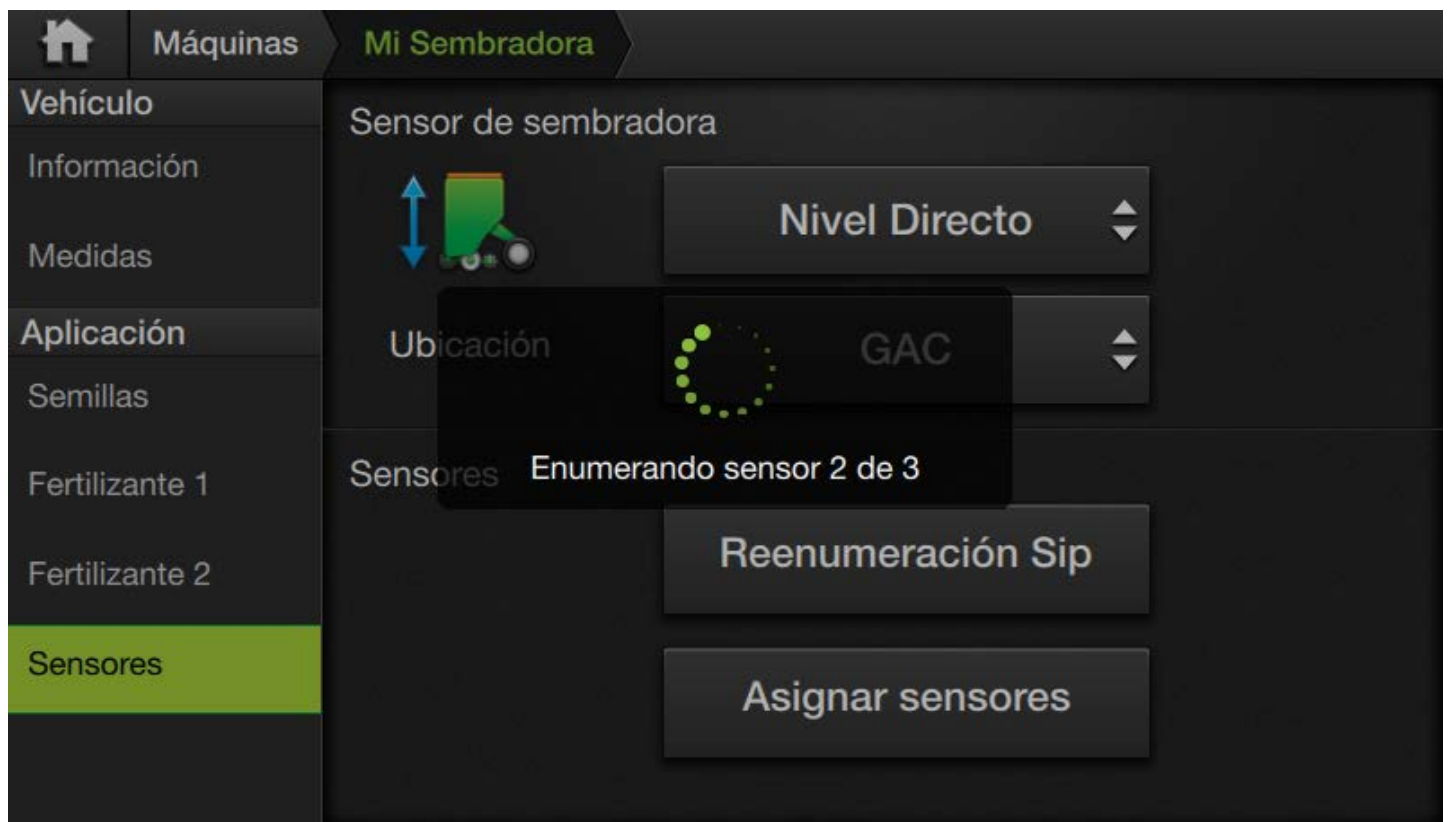 Máquinas
Mi Sembradora
Vehículo
Información
Medidas
Aplicación
Semillas
Fertilizante 1
Fertilizante 2
Sensores
Sensor de sembradora
Nivel Directo
Ubicación
GAC
Enumerando sensor 2 de 3
Sensores
Reenumeración Sip
Asignar sensores